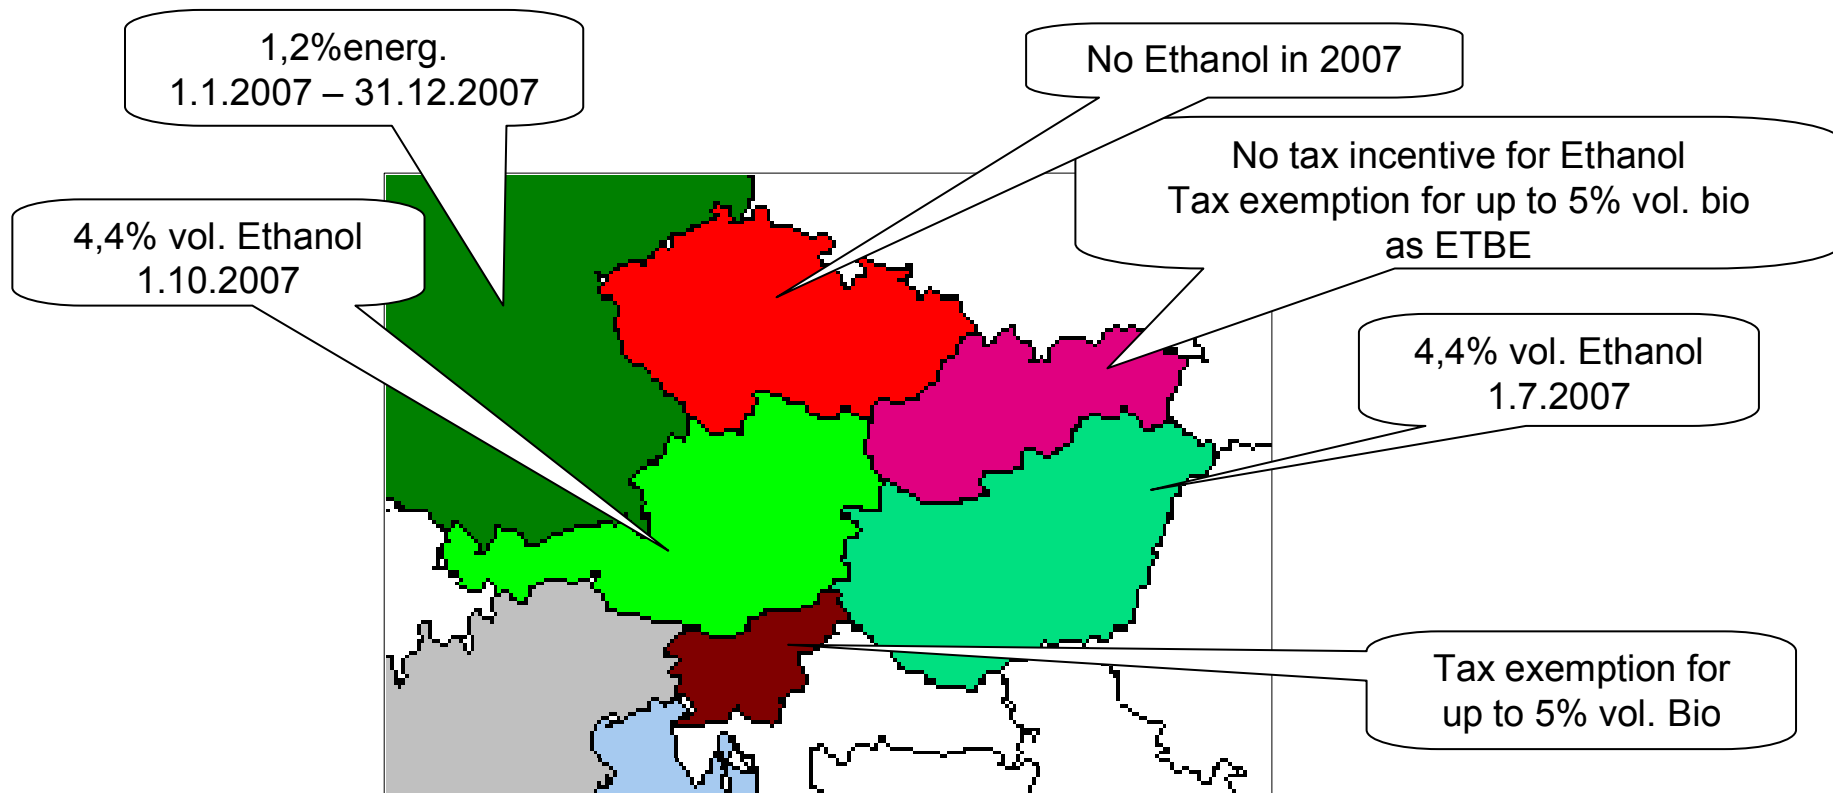 1,2%energ.
1.1.2007 – 31.12.2007
No Ethanol in 2007
No tax incentive for Ethanol
Tax exemption for up to 5% vol. bio
as ETBE
4,4% vol. Ethanol
1.10.2007
4,4% vol. Ethanol
1.7.2007
Tax exemption for
up to 5% vol. Bio